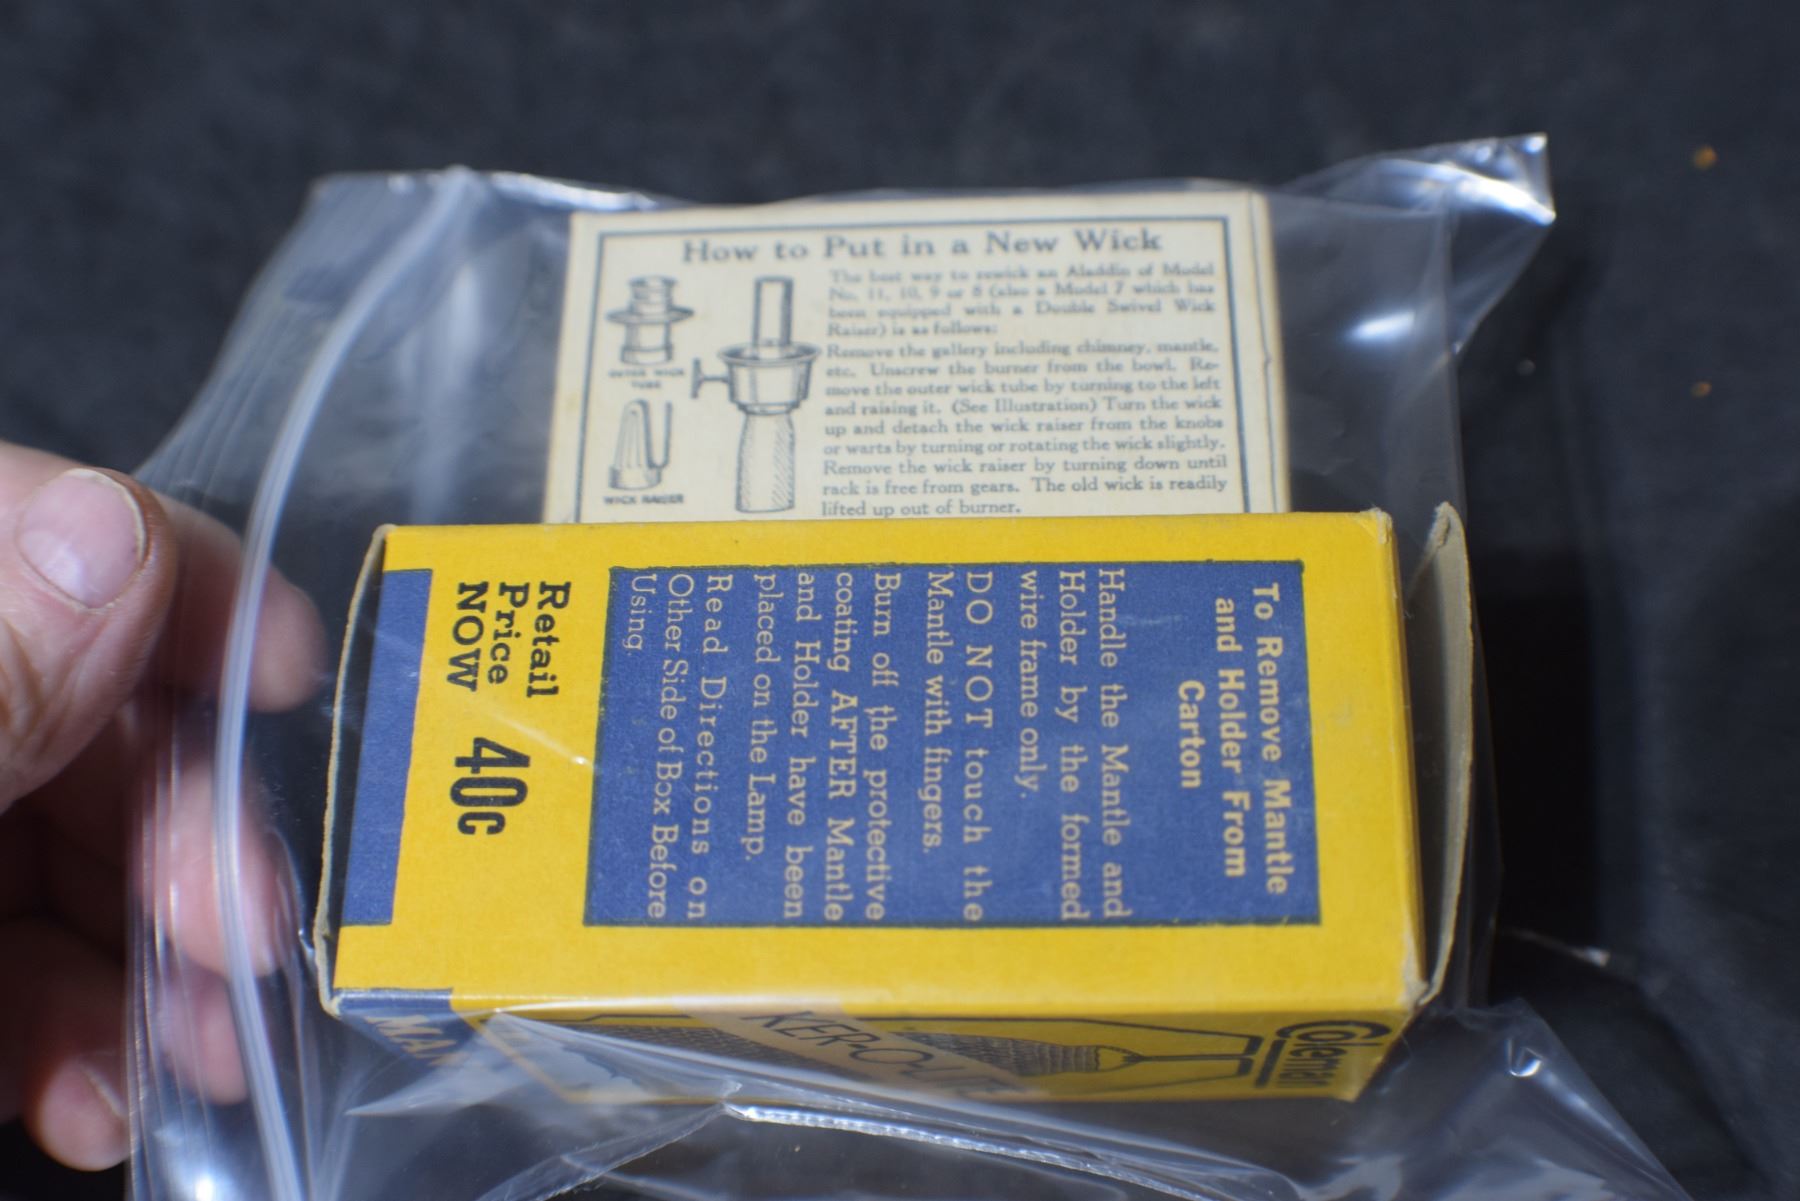 How to Put in a New Wick
The best way to rewick an Aladdin of Model
No. 11, 10, 9 or 8 (also a Model 7 which has
been equipped with a Double Swivel Wick
Raiser) is as follows:
Remove the gallery including chimney, mantle,
etc. Unscrew the burner from the bowl. Re-
move the outer wick tube by turning to the left
and raising it. (See Illustration) Turn the wick
up and detach the wick raiser from the knobs
or warts by turning or rotating the wick slightly.
Remove the wick raiser by turning down until
rack is free from gears. The old wick is readily
lifted up out of burner.
OUTER WICK
TUBE
WICK RAISER
To Remove Mantle
and Holder From
Carton
Handle the Mantle and
Holder by the formed
wire frame only.
DO NOT touch the
Mantle with fingers.
Burn off the protective
coating AFTER Mantle
and Holder have been
placed on the Lamp.
Read Directions on
Other Side of Box Before
Using
Retail
Price
NOW 40c
Coleman
KER-O-LITE